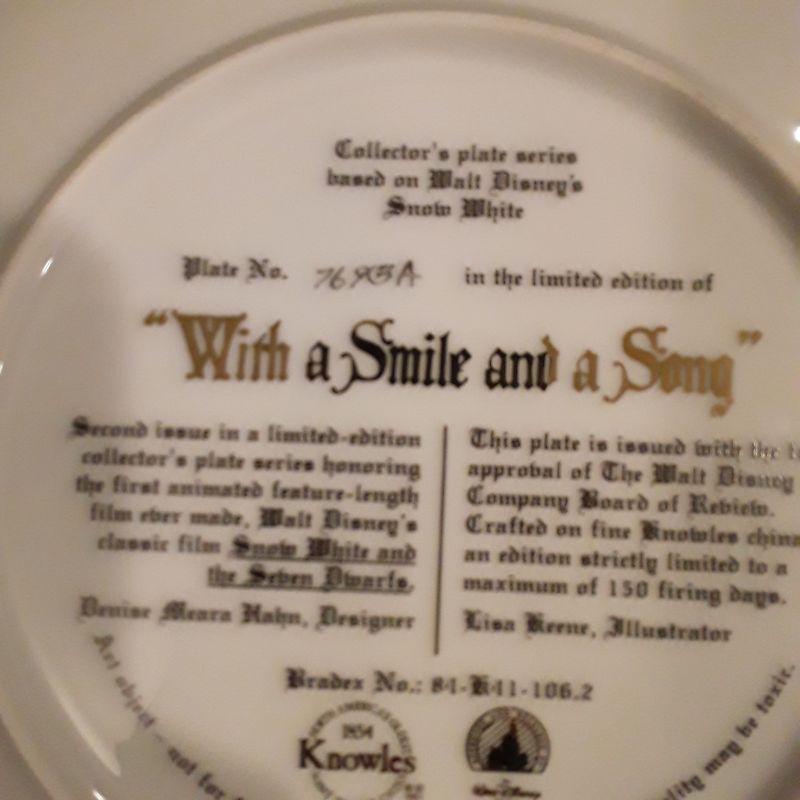 Collector's plate series
based on Walt Disney's
Snow White
Plate No. in the limited edition of
"With a Smile and a Song"
Second issue in a limited-edition
collector's plate series honoring
the first animated feature-length
film ever made, Walt Disney's
classic film Snow White and
the Seven Dwarfs.
Denise Meara Hahn, Designer
This plate is issued with the
approval of The Walt Disney
Company Board of Review.
Crafted on fine Knowles china
an edition strictly limited to a
maximum of 150 firing days.
Lisa Keene, Illustrator
Bradex No.: 84-K41-106.2
Art object - not for
may be toxic.
NORTH AMERICA'S OLDEST
1854
Knowles
WALT DISNEY